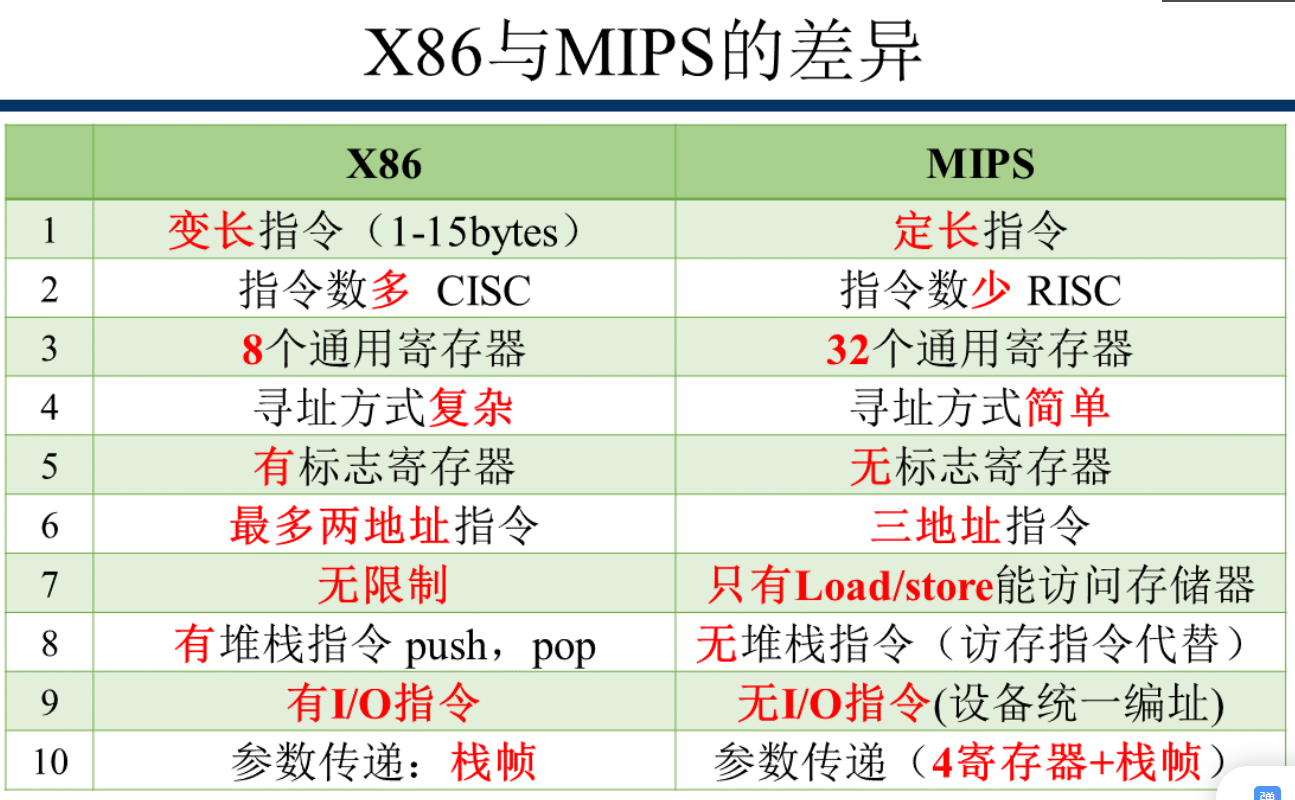 X86与MIPS的差异
X86 MIPS
1 变长指令（1-15bytes） 定长指令
2 指令数多 CISC 指令数少 RISC
3 8个通用寄存器 32个通用寄存器
4 寻址方式复杂 寻址方式简单
5 有标志寄存器 无标志寄存器
6 最多两地址指令 三地址指令
7 无限制 只有Load/store能访问存储器
8 有堆栈指令 push，pop 无堆栈指令（访存指令代替）
9 有I/O指令 无I/O指令(设备统一编址)
10 参数传递：栈帧 参数传递（4寄存器+栈帧）
弹